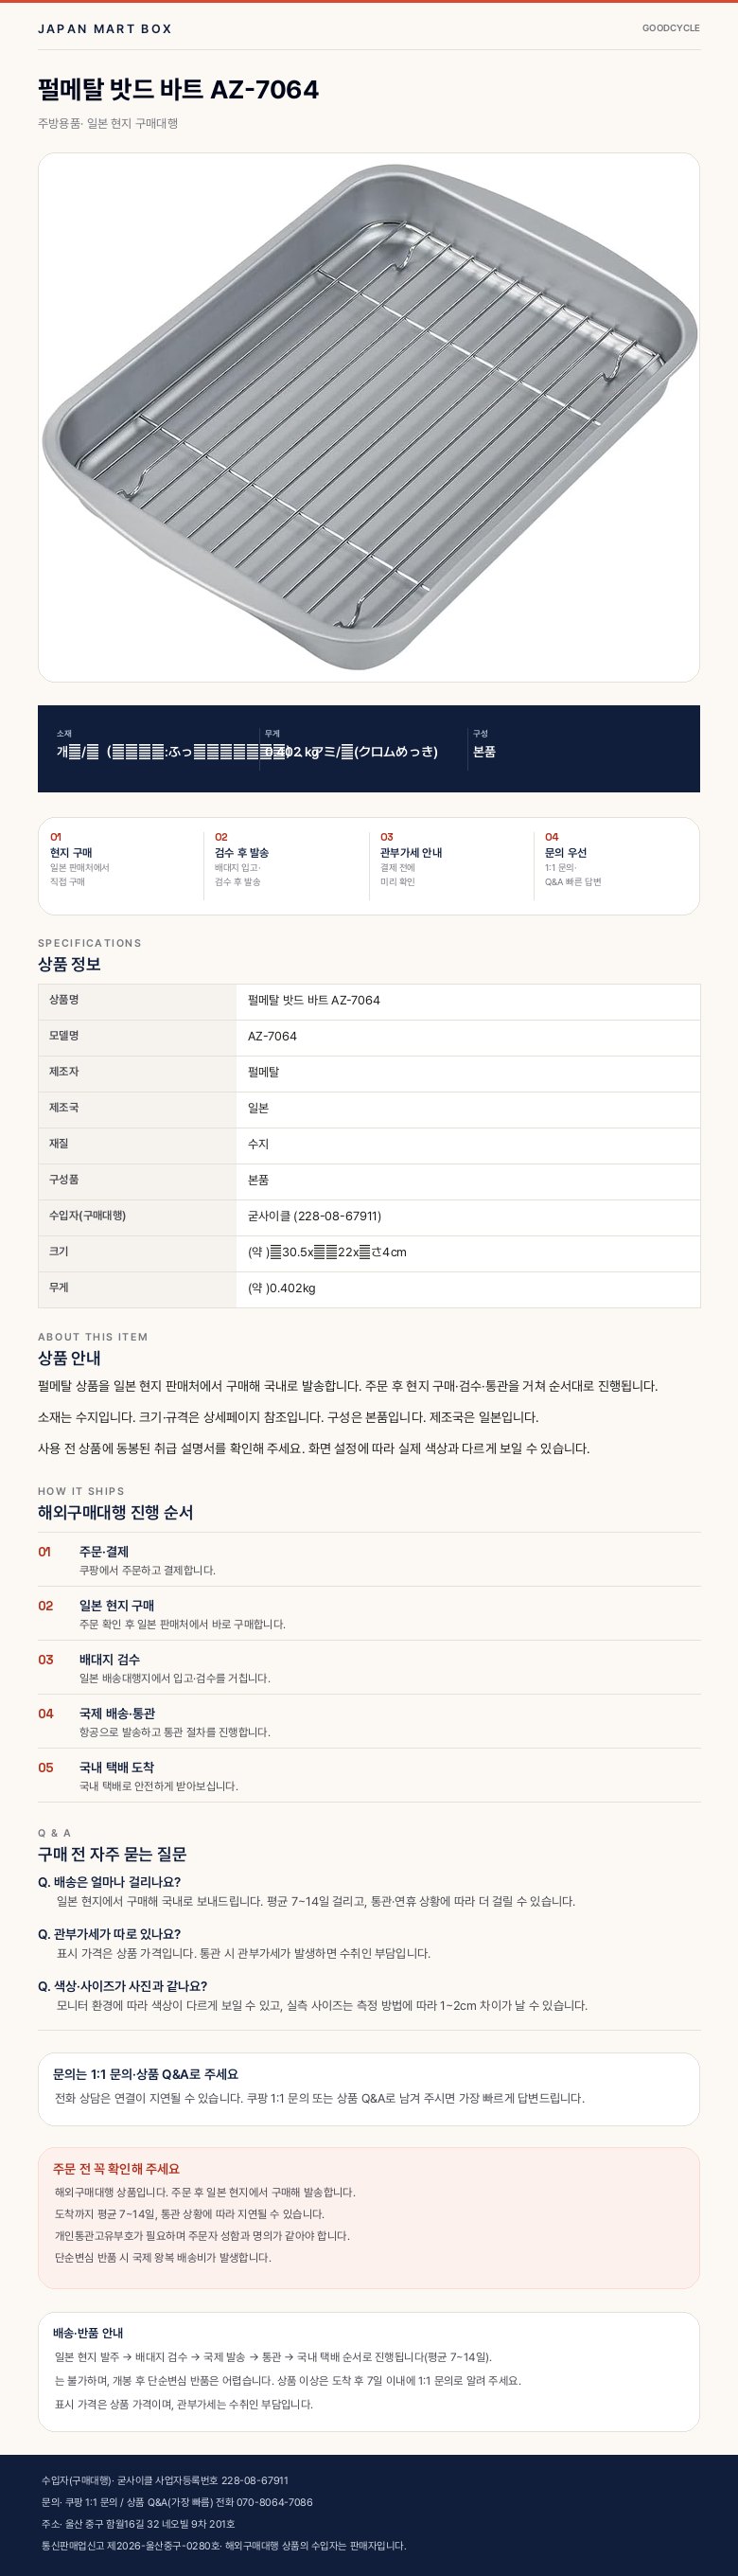 JAPAN MART BOX
GOODCYCLE
펄메탈 밧드 바트 AZ-7064
주방용품· 일본 현지 구매대행
소재
무게
구성
본품
01
현지 구매
일본 판매처에서
직접 구매
02
검수 후 발송
배대지 입고·
검수 후 발송
03
관부가세 안내
결제 전에
미리 확인
04
문의 우선
1:1 문의·
Q&A 빠른 답변
SPECIFICATIONS
상품 정보
상품명 펄메탈 밧드 바트 AZ-7064
모델명 AZ-7064
제조자 펄메탈
제조국 일본
재질 수지
구성품 본품
수입자(구매대행) 굳사이클 (228-08-67911)
크기 (약 )30.5x22xさ4cm
무게 (약 )0.402kg
ABOUT THIS ITEM
상품 안내
펄메탈 상품을 일본 현지 판매처에서 구매해 국내로 발송합니다. 주문 후 현지 구매·검수·통관을 거쳐 순서대로 진행됩니다.
소재는 수지입니다. 크기·규격은 상세페이지 참조입니다. 구성은 본품입니다. 제조국은 일본입니다.
사용 전 상품에 동봉된 취급 설명서를 확인해 주세요. 화면 설정에 따라 실제 색상과 다르게 보일 수 있습니다.
HOW IT SHIPS
해외구매대행 진행 순서
01 주문·결제
쿠팡에서 주문하고 결제합니다.
02 일본 현지 구매
주문 확인 후 일본 판매처에서 바로 구매합니다.
03 배대지 검수
일본 배송대행지에서 입고·검수를 거칩니다.
04 국제 배송·통관
항공으로 발송하고 통관 절차를 진행합니다.
05 국내 택배 도착
국내 택배로 안전하게 받아보십니다.
Q & A
구매 전 자주 묻는 질문
Q. 배송은 얼마나 걸리나요?
일본 현지에서 구매해 국내로 보내드립니다. 평균 7~14일 걸리고, 통관·연휴 상황에 따라 더 걸릴 수 있습니다.
Q. 관부가세가 따로 있나요?
표시 가격은 상품 가격입니다. 통관 시 관부가세가 발생하면 수취인 부담입니다.
Q. 색상·사이즈가 사진과 같나요?
모니터 환경에 따라 색상이 다르게 보일 수 있고, 실측 사이즈는 측정 방법에 따라 1~2cm 차이가 날 수 있습니다.
문의는 1:1 문의·상품 Q&A로 주세요
전화 상담은 연결이 지연될 수 있습니다. 쿠팡 1:1 문의 또는 상품 Q&A로 남겨 주시면 가장 빠르게 답변드립니다.
주문 전 꼭 확인해 주세요
해외구매대행 상품입니다. 주문 후 일본 현지에서 구매해 발송합니다.
도착까지 평균 7~14일, 통관 상황에 따라 지연될 수 있습니다.
개인통관고유부호가 필요하며 주문자 성함과 명의가 같아야 합니다.
단순변심 반품 시 국제 왕복 배송비가 발생합니다.
배송·반품 안내
일본 현지 발주 → 배대지 검수 → 국제 발송 → 통관 → 국내 택배 순서로 진행됩니다(평균 7~14일).
는 불가하며, 개봉 후 단순변심 반품은 어렵습니다. 상품 이상은 도착 후 7일 이내에 1:1 문의로 알려 주세요.
표시 가격은 상품 가격이며, 관부가세는 수취인 부담입니다.
수입자(구매대행)· 굳사이클 사업자등록번호 228-08-67911
문의· 쿠팡 1:1 문의 / 상품 Q&A(가장 빠름) 전화 070-8064-7086
주소· 울산 중구 함월16길 32 네오빌 9차 201호
통신판매업신고 제2026-울산중구-0280호· 해외구매대행 상품의 수입자는 판매자입니다.